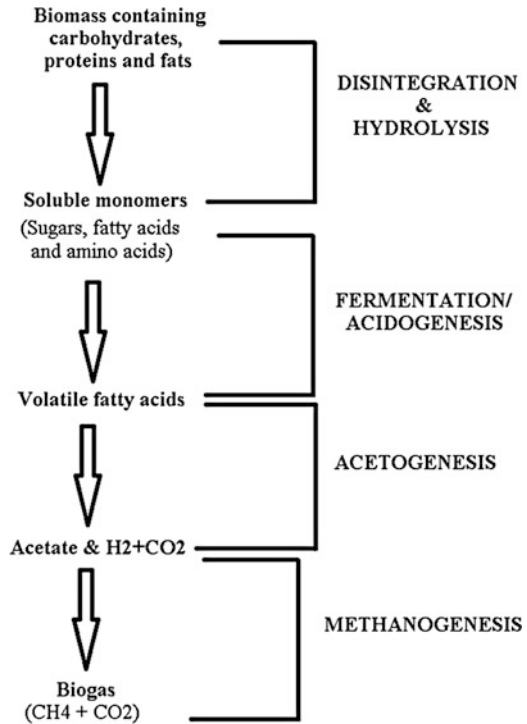 Biomass containing
carbohydrates,
proteins and fats
DISINTEGRATION
&
HYDROLYSIS
Soluble monomers
(Sugars, fatty acids
and amino acids)
FERMENTATION/
ACIDOGENESIS
Volatile fatty acids
ACETOGENESIS
Acetate & H2+CO2
METHANOGENESIS
Biogas
(CH4 + CO2)